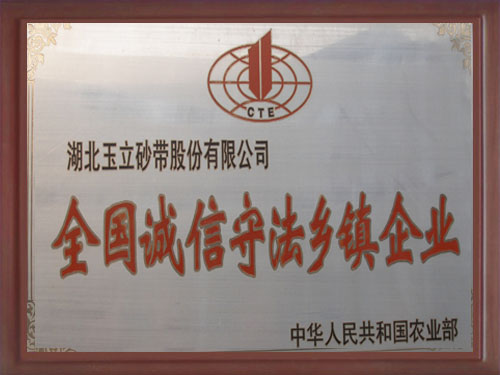 CTE
湖北玉立砂带股份有限公司
全国诚信守法乡镇企业
中华人民共和国农业部